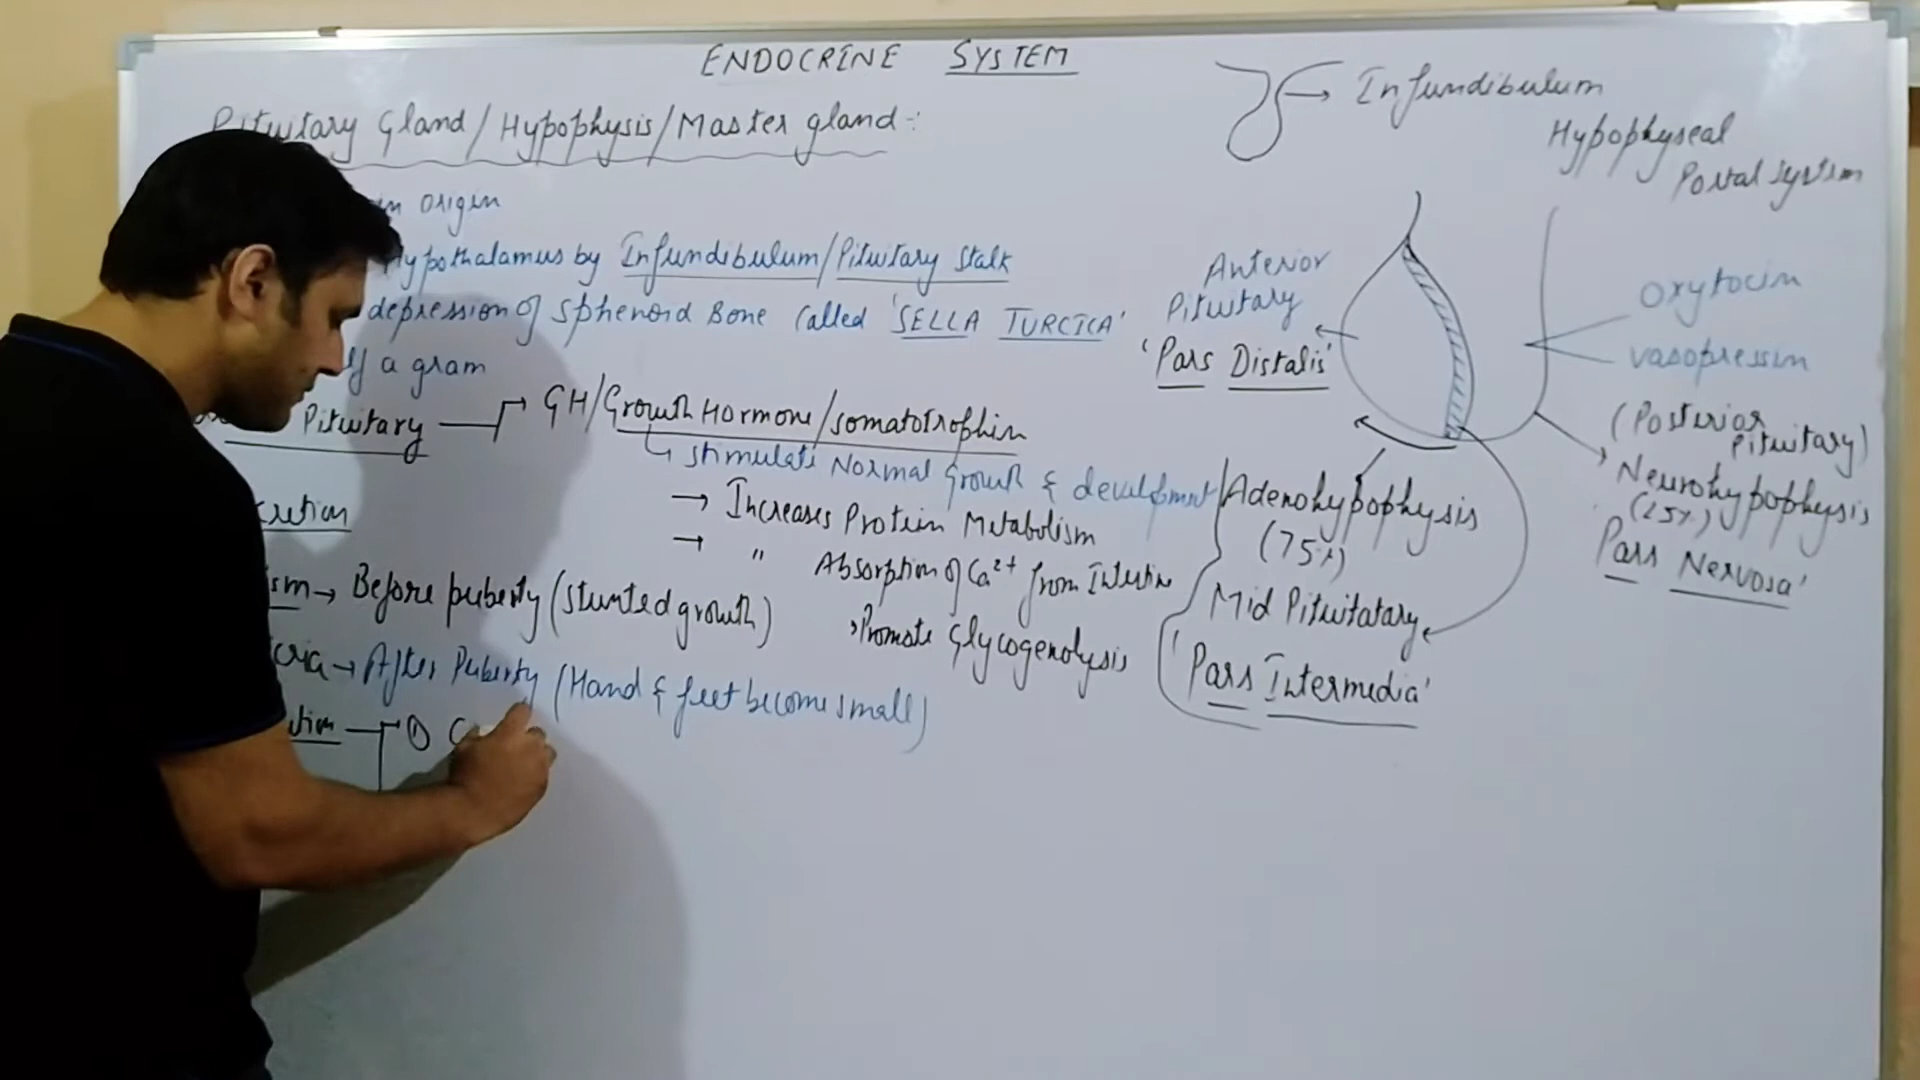 ENDOCRINE SYSTEM
Pituitary Gland/Hypophysis/Master gland :
origin
Hypothalamus by Infundibulum/Pituitary Stalk
depression of sphenoid Bone Called 'SELLA TURCICA'
a gram
Pituitary → GH/Growth Hormone/somatotrophin
↳ stimulate Normal Growth & development
→ Increases Protein Metabolism
→ " Absorption of Ca²⁺ from Intestine
Promote Glycogenolysis
→ Before puberty (stunted growth)
→ After Puberty (Hand & feet become small)
①
→ Infundibulum
Hypophyseal
Portal system
Anterior
Pituitary
'Pars Distalis'
Adenohypophysis
(75%)
Mid Pituitatary
'Pars Intermedia'
oxytocin
vasopressin
(Posterior
Pituitary)
Neurohypophysis
(25%)
Pars Nervosa'